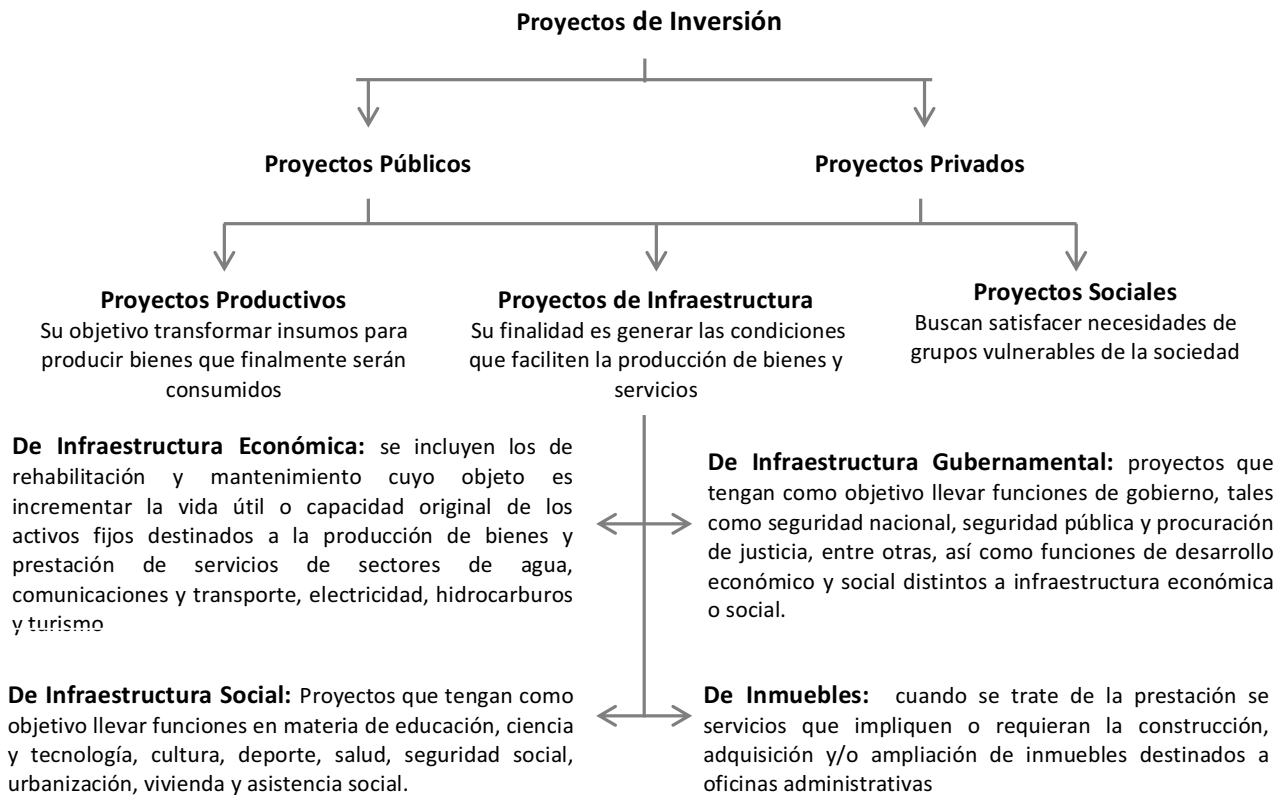 Proyectos de Inversión
Proyectos Públicos
Proyectos Privados
Proyectos Productivos
Su objetivo transformar insumos para
producir bienes que finalmente serán
consumidos
Proyectos de Infraestructura
Su finalidad es generar las condiciones
que faciliten la producción de bienes y
servicios
Proyectos Sociales
Buscan satisfacer necesidades de
grupos vulnerables de la sociedad
De Infraestructura Económica: se incluyen los de
rehabilitación y mantenimiento cuyo objeto es
incrementar la vida útil o capacidad original de los
activos fijos destinados a la producción de bienes y
prestación de servicios de sectores de agua,
comunicaciones y transporte, electricidad, hidrocarburos
y turismo
De Infraestructura Gubernamental: proyectos que
tengan como objetivo llevar funciones de gobierno, tales
como seguridad nacional, seguridad pública y procuración
de justicia, entre otras, así como funciones de desarrollo
económico y social distintos a infraestructura económica
o social.
De Infraestructura Social: Proyectos que tengan como
objetivo llevar funciones en materia de educación, ciencia
y tecnología, cultura, deporte, salud, seguridad social,
urbanización, vivienda y asistencia social.
De Inmuebles: cuando se trate de la prestación se
servicios que impliquen o requieran la construcción,
adquisición y/o ampliación de inmuebles destinados a
oficinas administrativas